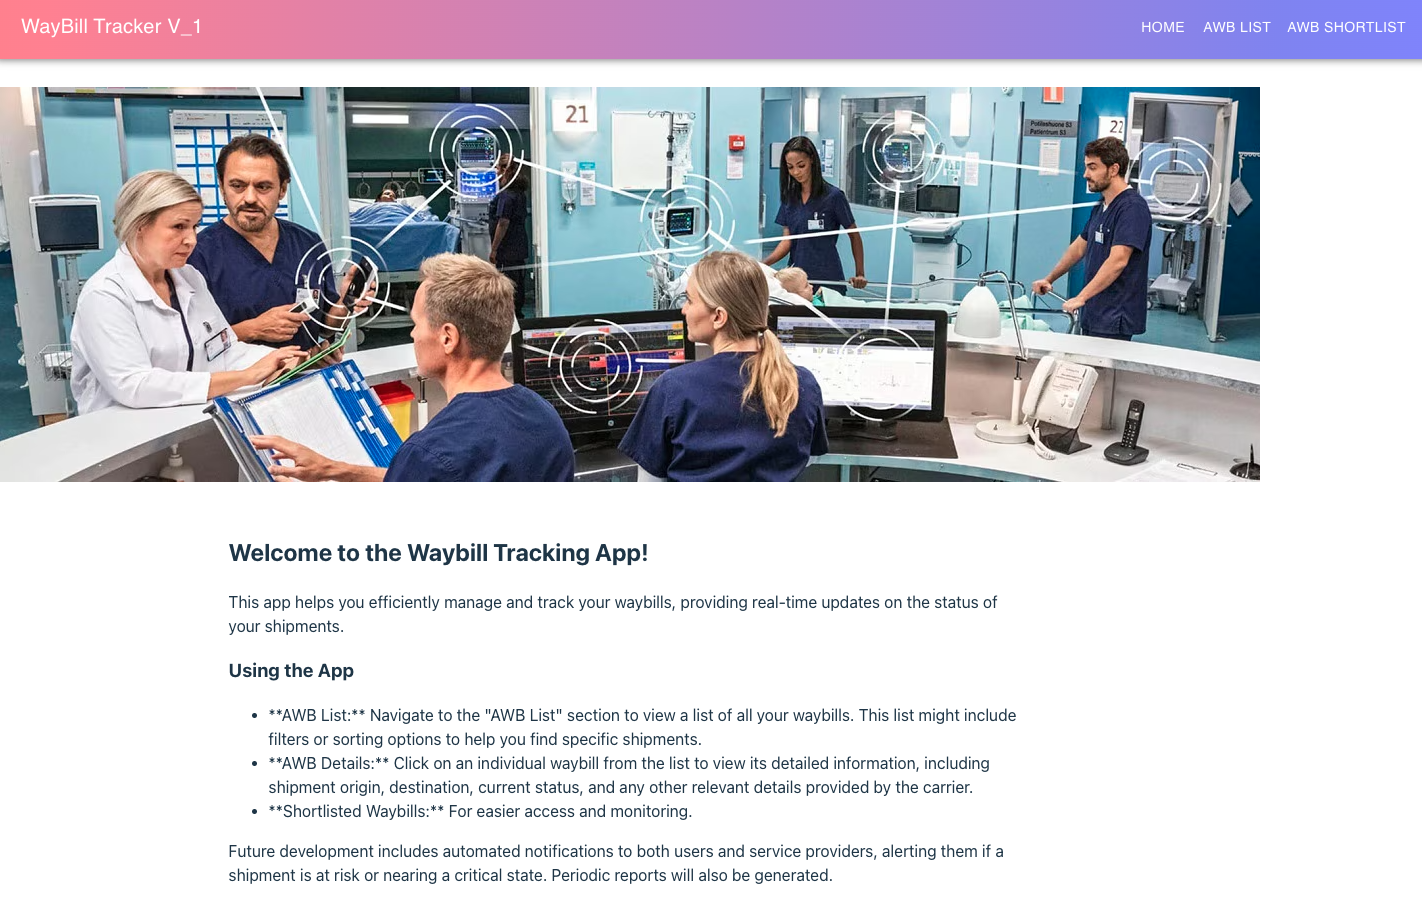 WayBill Tracker V_1
HOME
AWB LIST
AWB SHORTLIST
21
22
Potilashuone S3
Patientrum S3
Welcome to the Waybill Tracking App!
This app helps you efficiently manage and track your waybills, providing real-time updates on the status of
your shipments.
Using the App
• **AWB List:** Navigate to the "AWB List" section to view a list of all your waybills. This list might include
filters or sorting options to help you find specific shipments.
• **AWB Details:** Click on an individual waybill from the list to view its detailed information, including
shipment origin, destination, current status, and any other relevant details provided by the carrier.
• **Shortlisted Waybills:** For easier access and monitoring.
Future development includes automated notifications to both users and service providers, alerting them if a
shipment is at risk or nearing a critical state. Periodic reports will also be generated.